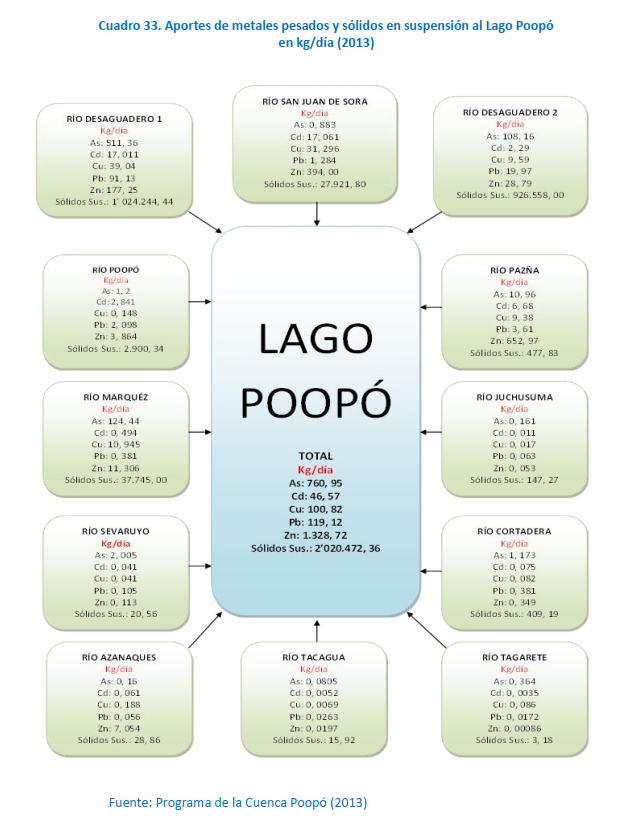 Cuadro 33. Aportes de metales pesados y sólidos en suspensión al Lago Poopó
en kg/día (2013)
RÍO DESAGUADERO 1
Kg/día
As: 511, 36
Cd: 17, 011
Cu: 39, 04
Pb: 91, 13
Zn: 177, 25
Sólidos Sus.: 1' 024.244, 44
RÍO SAN JUAN DE SORA
Kg/día
As: 0, 883
Cd: 17, 061
Cu: 31, 296
Pb: 1, 284
Zn: 394, 00
Sólidos Sus.: 27.921, 80
RÍO DESAGUADERO 2
Kg/día
As: 108, 16
Cd: 2, 29
Cu: 9, 59
Pb: 19, 97
Zn: 28, 79
Sólidos Sus.: 926.558, 00
RÍO POOPÓ
Kg/día
As: 1, 2
Cd: 2, 841
Cu: 0, 148
Pb: 2, 098
Zn: 3, 864
Sólidos Sus.: 2.900, 34
RÍO MARQUÉZ
Kg/día
As: 124, 44
Cd: 0, 494
Cu: 10, 945
Pb: 0, 381
Zn: 11, 306
Sólidos Sus.: 37.745, 00
RÍO SEVARUYO
Kg/día
As: 2, 005
Cd: 0, 041
Cu: 0, 041
Pb: 0, 105
Zn: 0, 113
Sólidos Sus.: 20, 56
LAGO
POOPÓ
TOTAL
Kg/día
As: 760, 95
Cd: 46, 57
Cu: 100, 82
Pb: 119, 12
Zn: 1.328, 72
Sólidos Sus.: 2'020.472, 36
RÍO PAZÑA
Kg/día
As: 10, 96
Cd: 6, 68
Cu: 9, 38
Pb: 3, 61
Zn: 652, 97
Sólidos Sus.: 477, 83
RÍO JUCHUSUMA
Kg/día
As: 0, 161
Cd: 0, 011
Cu: 0, 017
Pb: 0, 063
Zn: 0, 053
Sólidos Sus.: 147, 27
RÍO CORTADERA
Kg/día
As: 1, 173
Cd: 0, 075
Cu: 0, 082
Pb: 0, 381
Zn: 0, 349
Sólidos Sus.: 409, 19
RÍO AZANAQUES
Kg/día
As: 0, 16
Cd: 0, 061
Cu: 0, 188
Pb: 0, 056
Zn: 7, 054
Sólidos Sus.: 28, 86
RÍO TACAGUA
Kg/día
As: 0, 0805
Cd: 0, 0052
Cu: 0, 0069
Pb: 0, 0263
Zn: 0, 0197
Sólidos Sus.: 15, 92
RÍO TAGARETE
Kg/día
As: 0, 364
Cd: 0, 0035
Cu: 0, 086
Pb: 0, 0172
Zn: 0, 00086
Sólidos Sus.: 3, 18
Fuente: Programa de la Cuenca Poopó (2013)